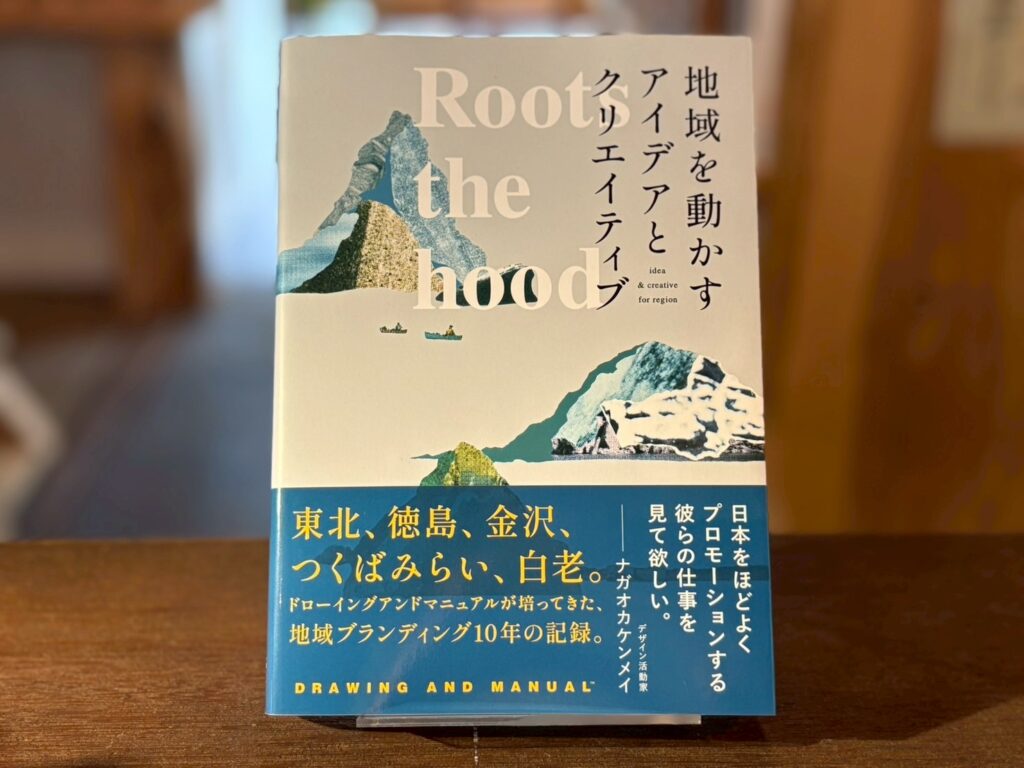 Roots
the
hood
地域を動かす
アイデアと
クリエイティブ
idea
& creative
for region
東北、徳島、金沢、
つくばみらい、白老。
ドローイングアンドマニュアルが培ってきた、
地域ブランディング10年の記録。
DRAWING AND MANUAL™
日本をほどよく
プロモーションする
彼らの仕事を
見て欲しい。
──ナガオカケンメイ
デザイン活動家